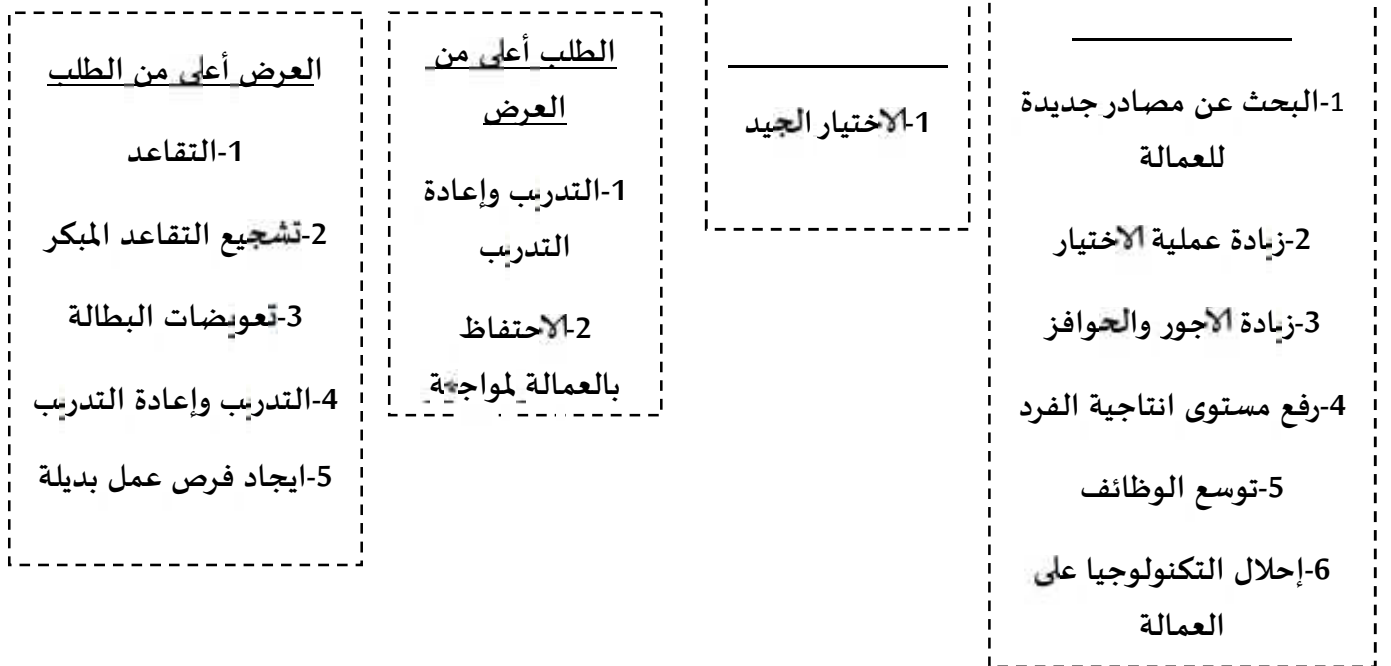 1-البحث عن مصادر جديدة
للعمالة
2-زيادة عملية الاختيار
3-زيادة الاجور والحوافز
4-رفع مستوى انتاجية الفرد
5-توسع الوظائف
6-إحلال التكنولوجيا على
العمالة
1-الاختيار الجيد
الطلب أعلى من
العرض
1-التدريب وإعادة
التدريب
2-الاحتفاظ
بالعمالة لمواجهة
العرض أعلى من الطلب
1-التقاعد
2-تشجيع التقاعد المبكر
3-تعويضات البطالة
4-التدريب وإعادة التدريب
5-ايجاد فرص عمل بديلة